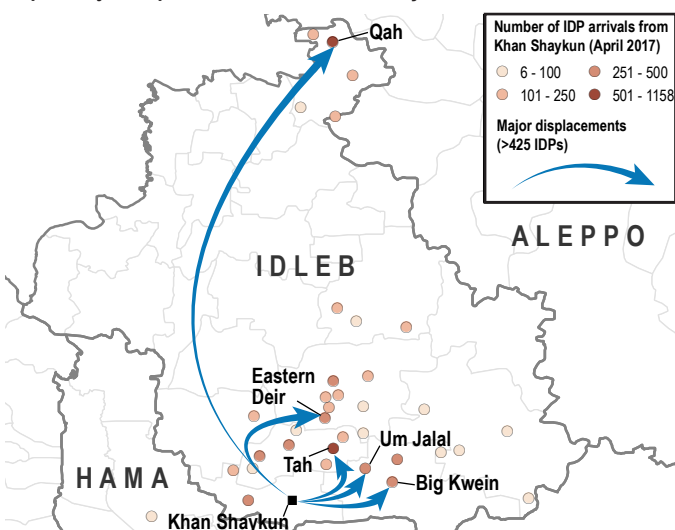 Qah
Number of IDP arrivals from
Khan Shaykun (April 2017)
6 - 100
251 - 500
101 - 250
501 - 1158
Major displacements
(>425 IDPs)
ALEPPO
IDLEB
Eastern
Deir
Um Jalal
Tah
Big Kwein
HAMA
Khan Shaykun